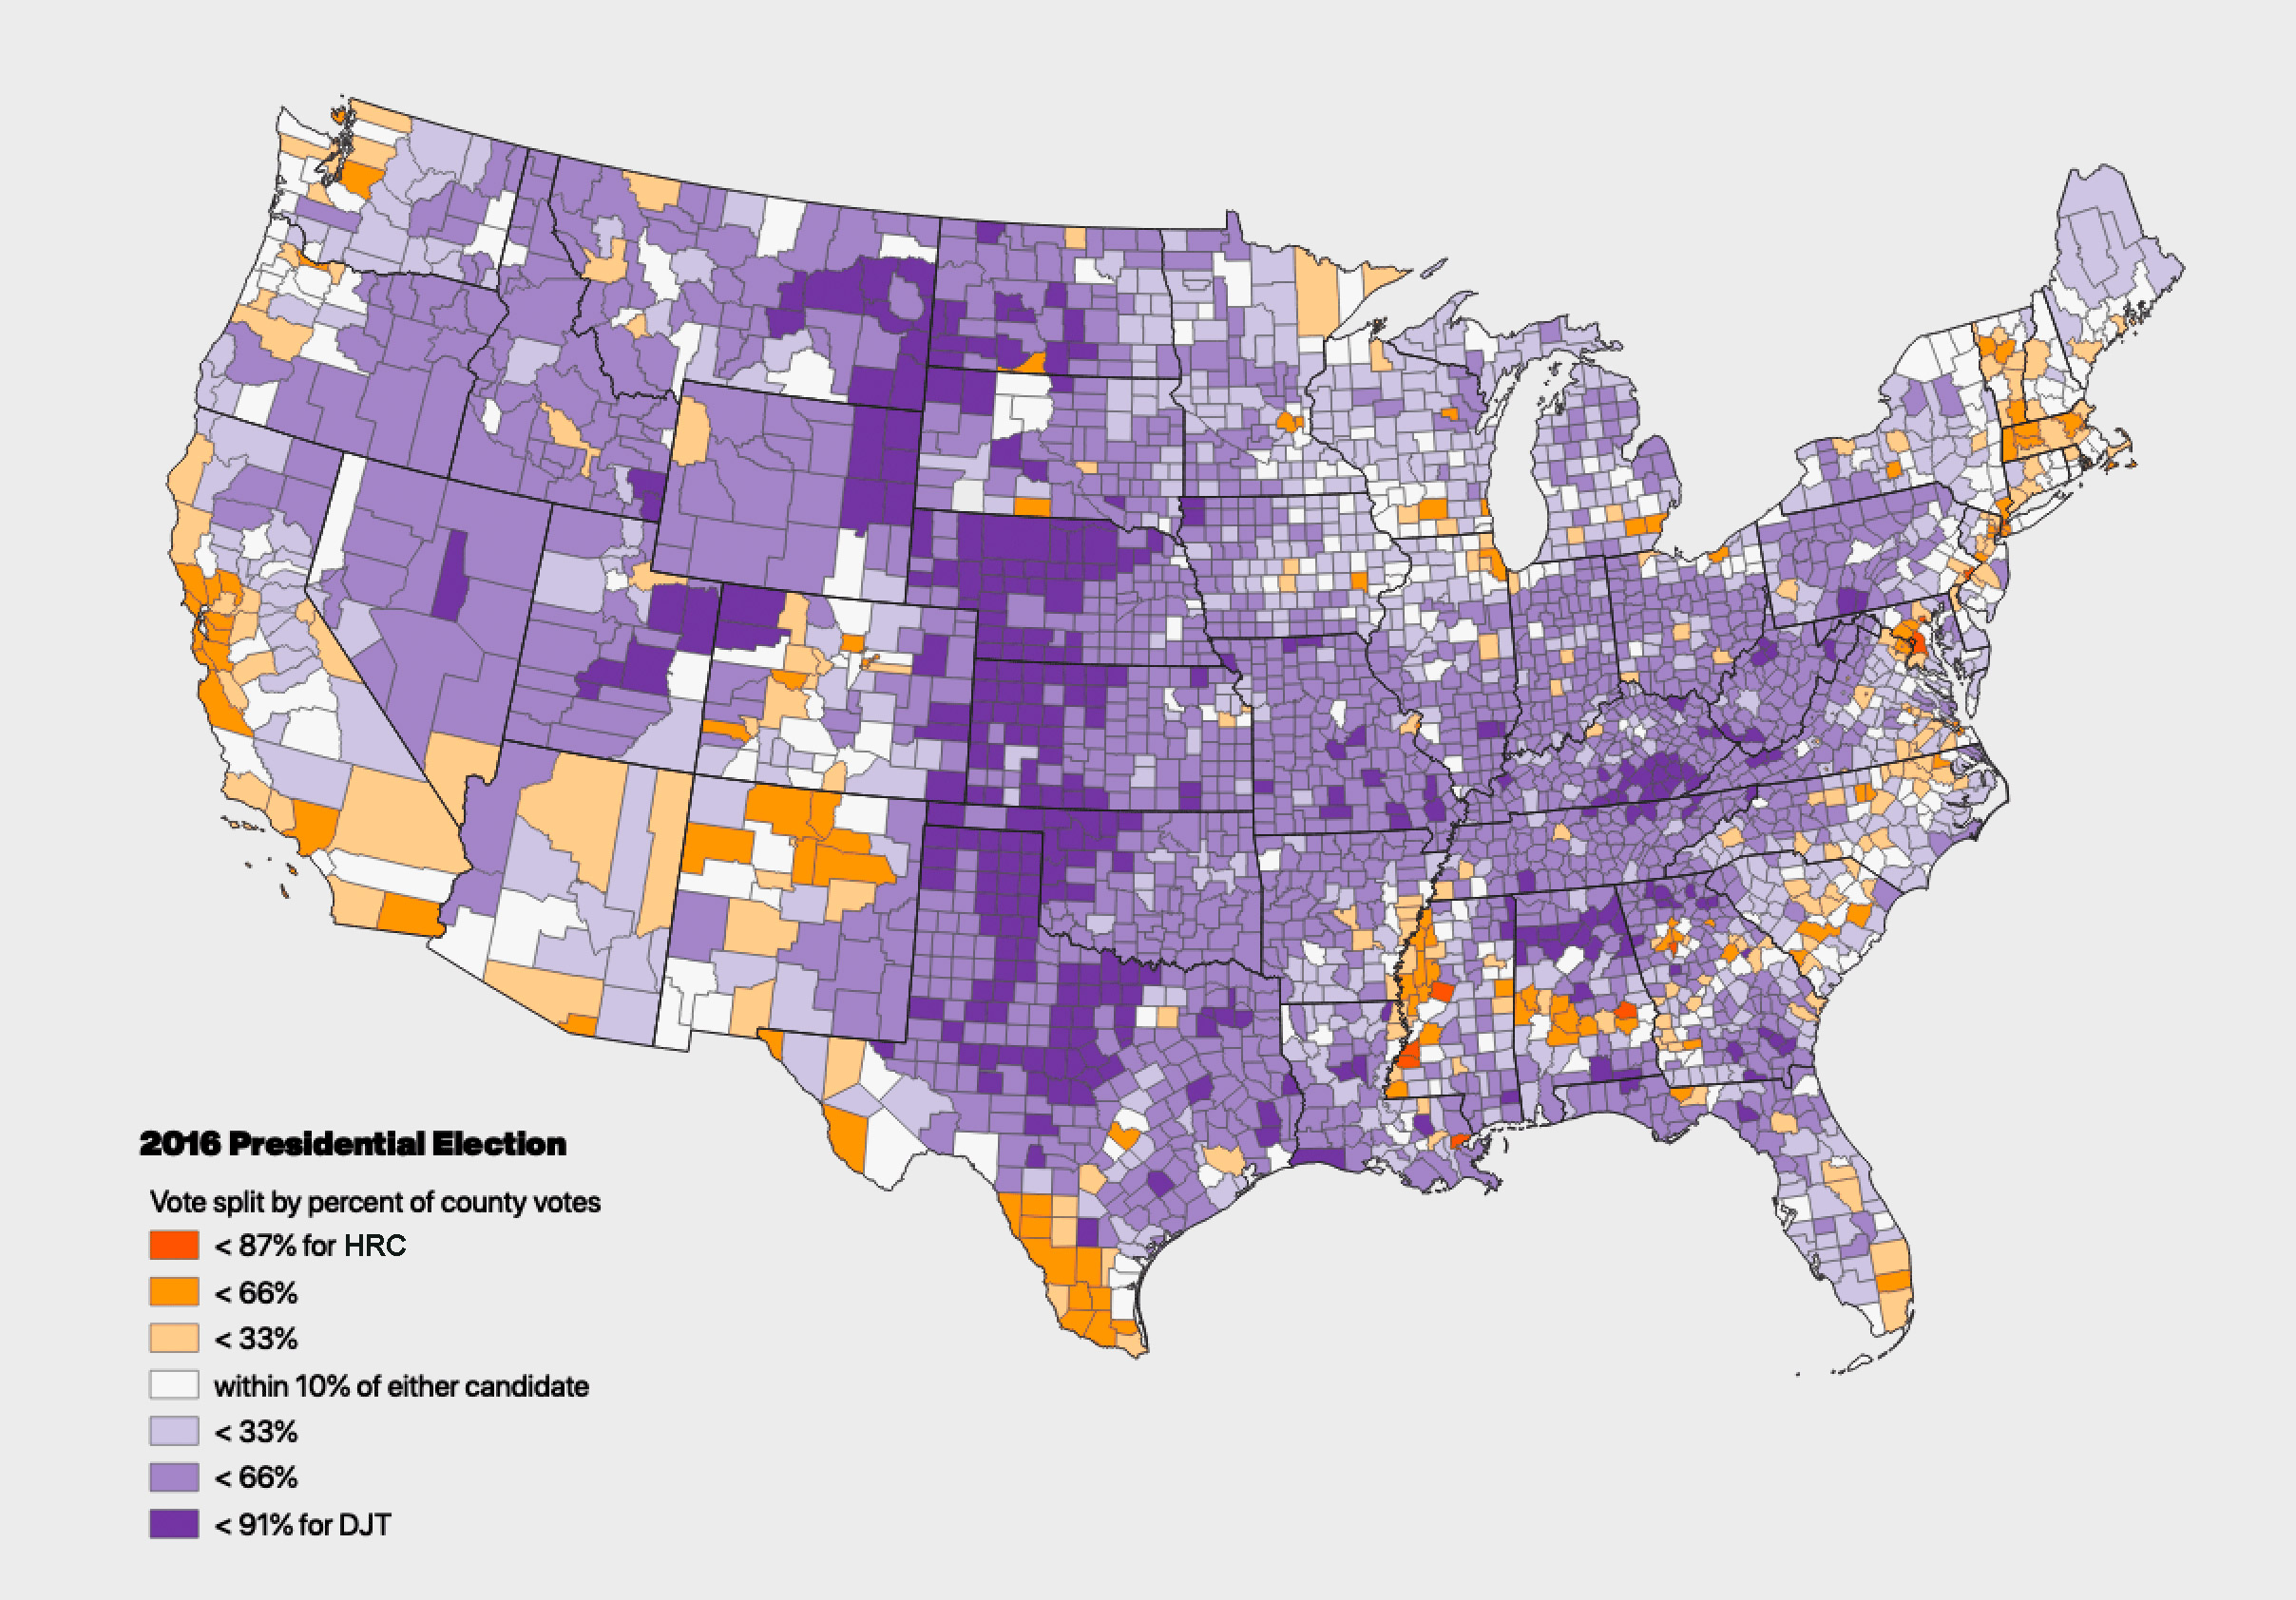 2016 Presidential Election
Vote split by percent of county votes
< 87% for HRC
< 66%
< 33%
within 10% of either candidate
< 33%
< 66%
< 91% for DJT